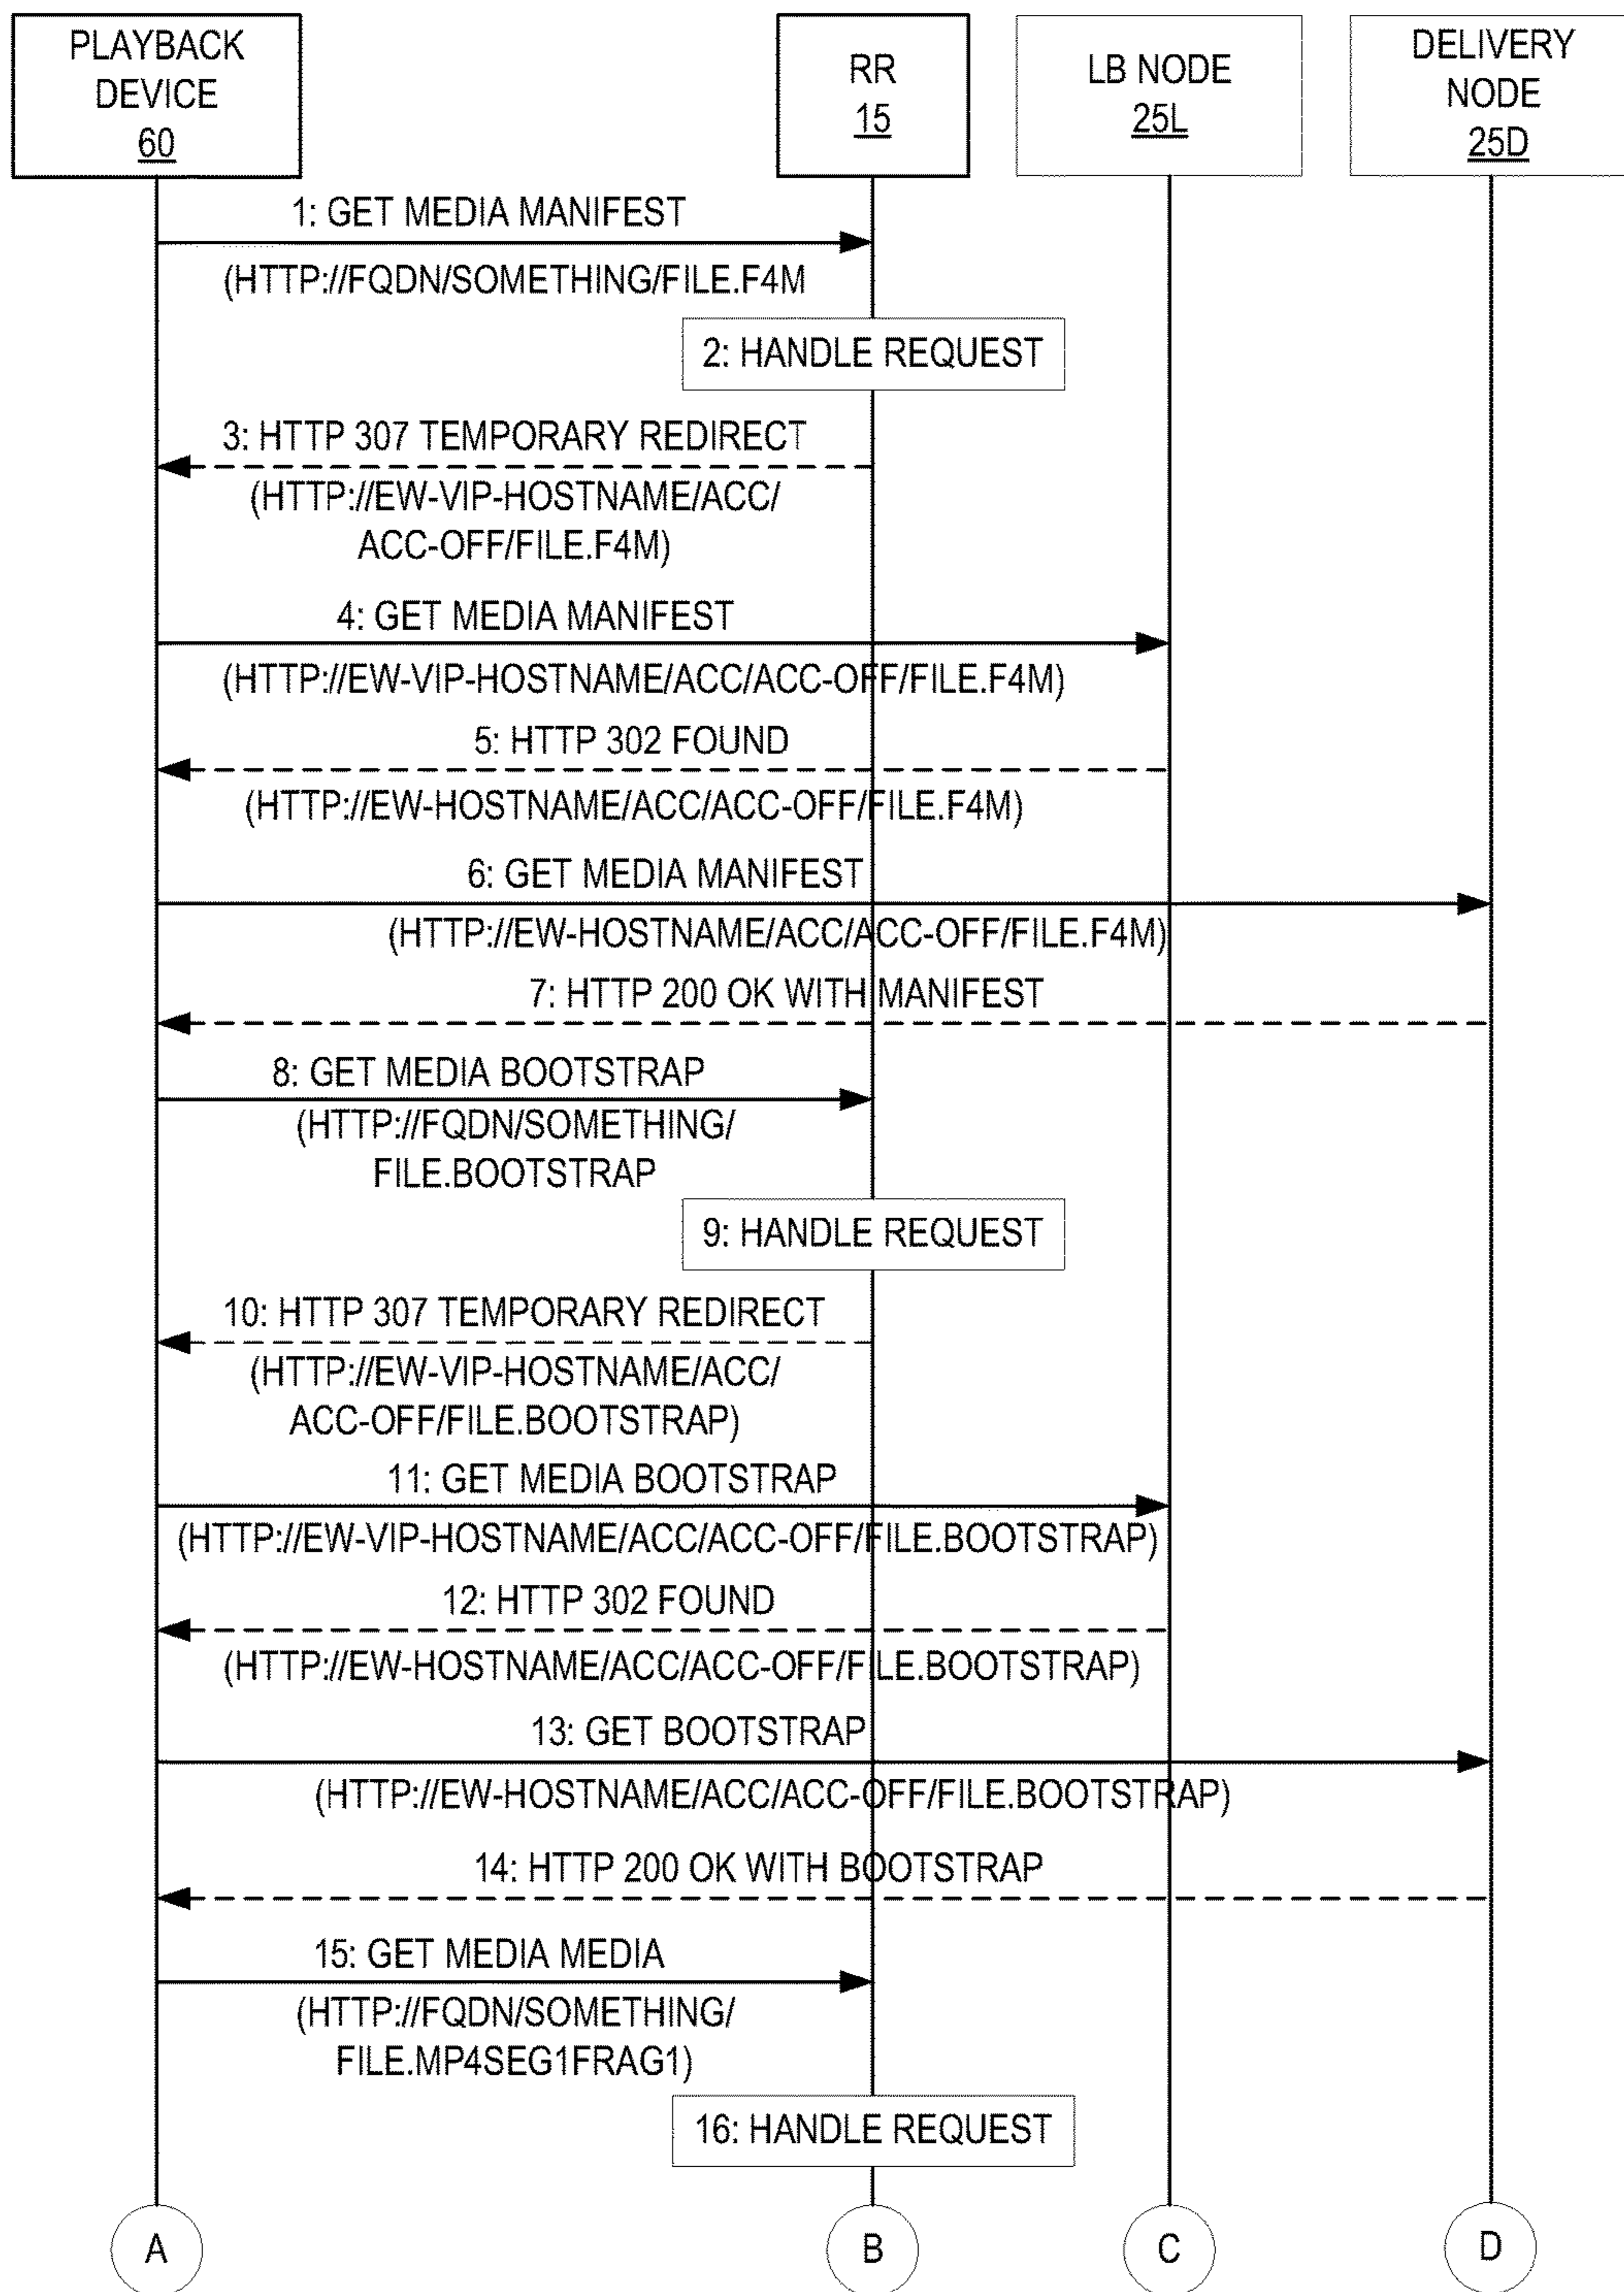 PLAYBACK
DEVICE
60
RR
15
LB NODE
25L
DELIVERY
NODE
25D
1: GET MEDIA MANIFEST
(HTTP://FQDN/SOMETHING/FILE.F4M
2: HANDLE REQUEST
3: HTTP 307 TEMPORARY REDIRECT
(HTTP://EW-VIP-HOSTNAME/ACC/
ACC-OFF/FILE.F4M)
4: GET MEDIA MANIFEST
(HTTP://EW-VIP-HOSTNAME/ACC/ACC-OFF/FILE.F4M)
5: HTTP 302 FOUND
(HTTP://EW-HOSTNAME/ACC/ACC-OFF/FILE.F4M)
6: GET MEDIA MANIFEST
(HTTP://EW-HOSTNAME/ACC/ACC-OFF/FILE.F4M)
7: HTTP 200 OK WITH MANIFEST
8: GET MEDIA BOOTSTRAP
(HTTP://FQDN/SOMETHING/
FILE.BOOTSTRAP
9: HANDLE REQUEST
10: HTTP 307 TEMPORARY REDIRECT
(HTTP://EW-VIP-HOSTNAME/ACC/
ACC-OFF/FILE.BOOTSTRAP)
11: GET MEDIA BOOTSTRAP
(HTTP://EW-VIP-HOSTNAME/ACC/ACC-OFF/FILE.BOOTSTRAP)
12: HTTP 302 FOUND
(HTTP://EW-HOSTNAME/ACC/ACC-OFF/FILE.BOOTSTRAP)
13: GET BOOTSTRAP
(HTTP://EW-HOSTNAME/ACC/ACC-OFF/FILE.BOOTSTRAP)
14: HTTP 200 OK WITH BOOTSTRAP
15: GET MEDIA MEDIA
(HTTP://FQDN/SOMETHING/
FILE.MP4SEG1FRAG1)
16: HANDLE REQUEST
A
B
C
D